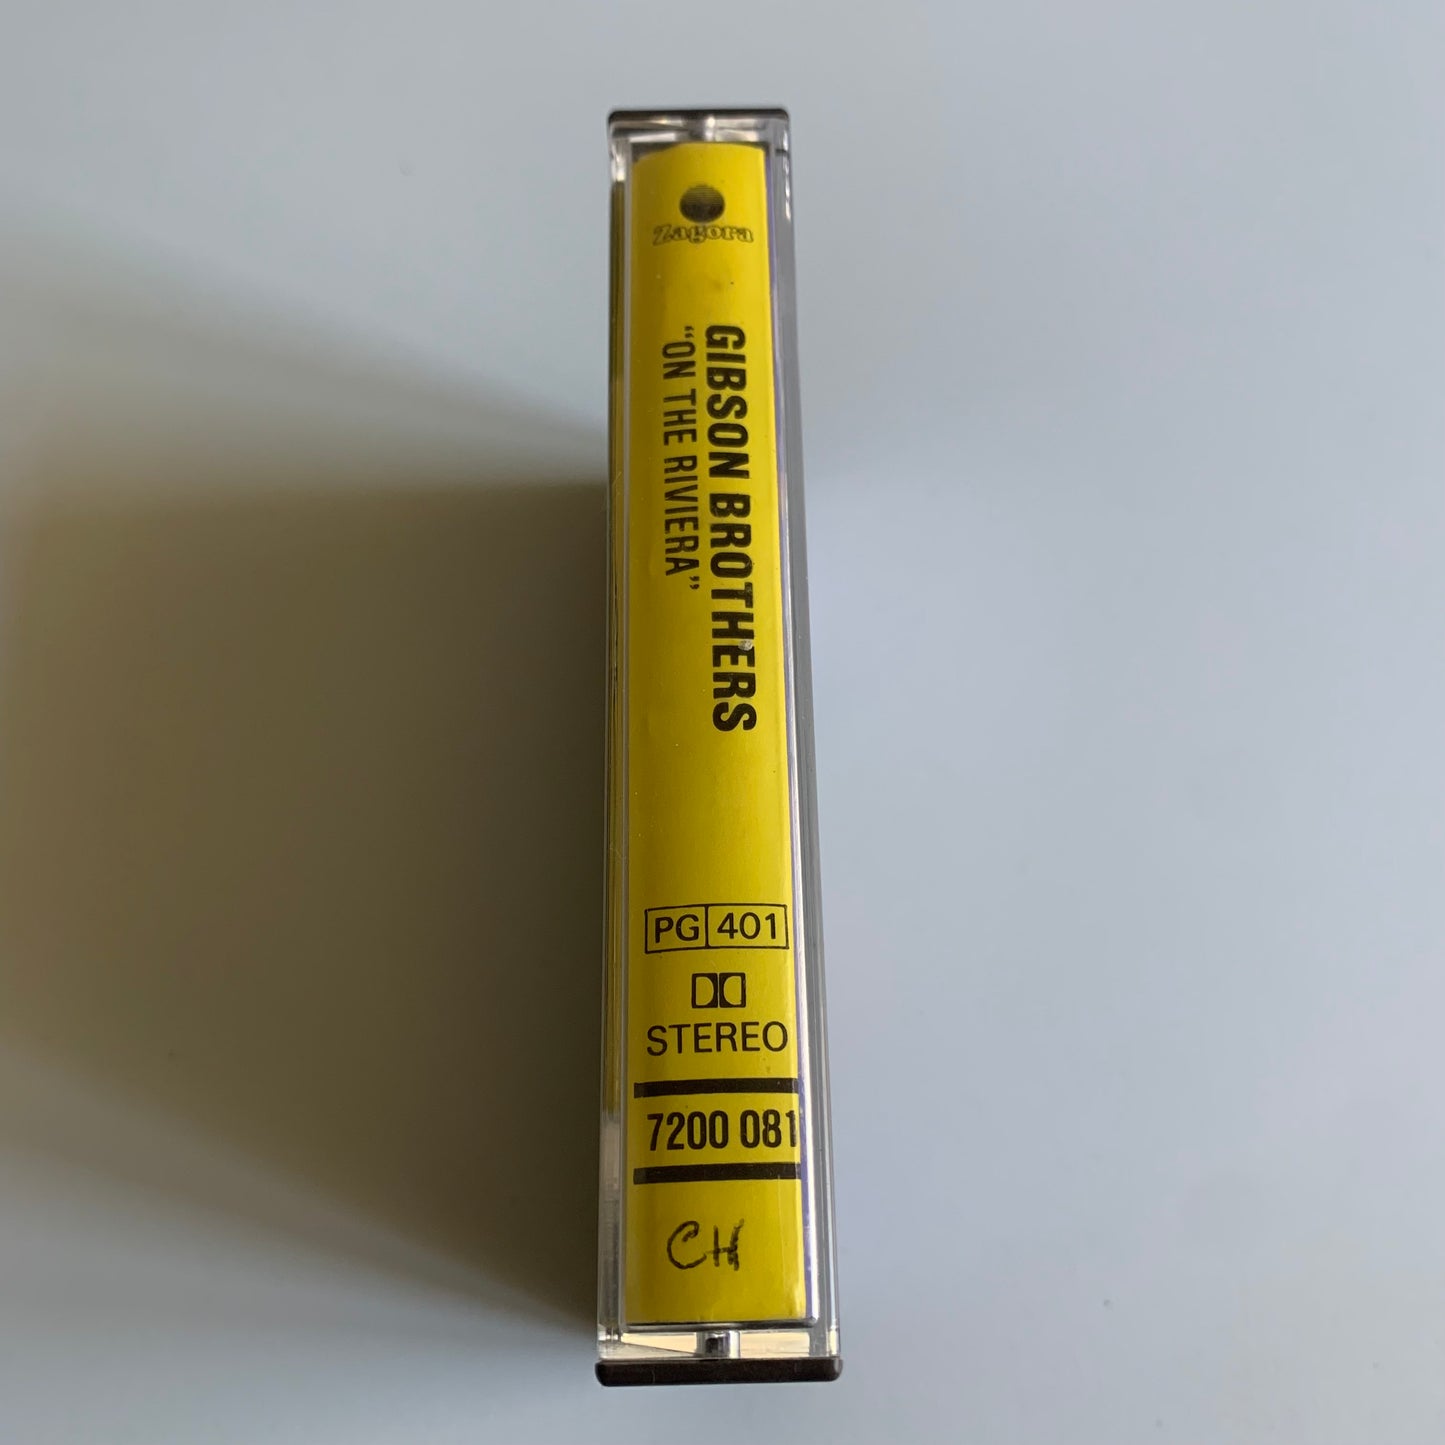 Zagora
GIBSON BROTHERS
“ON THE RIVIERA”
PG 401
STEREO
7200 081
CH